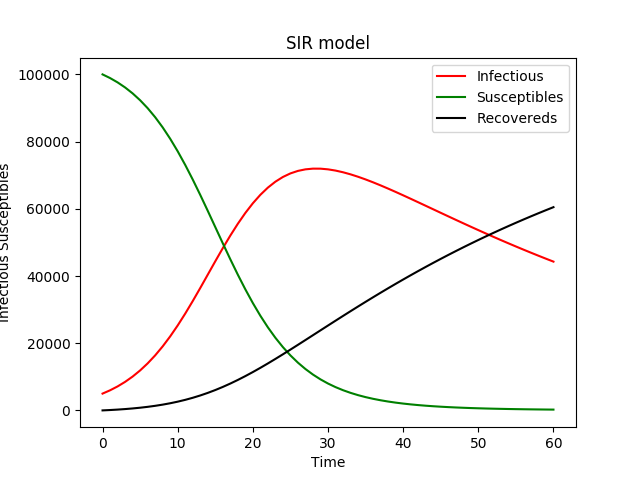 SIR model
Infectious
Susceptibles
Recovereds
100000
80000
60000
40000
20000
0
Infectious Susceptibles
0 10 20 30 40 50 60
Time